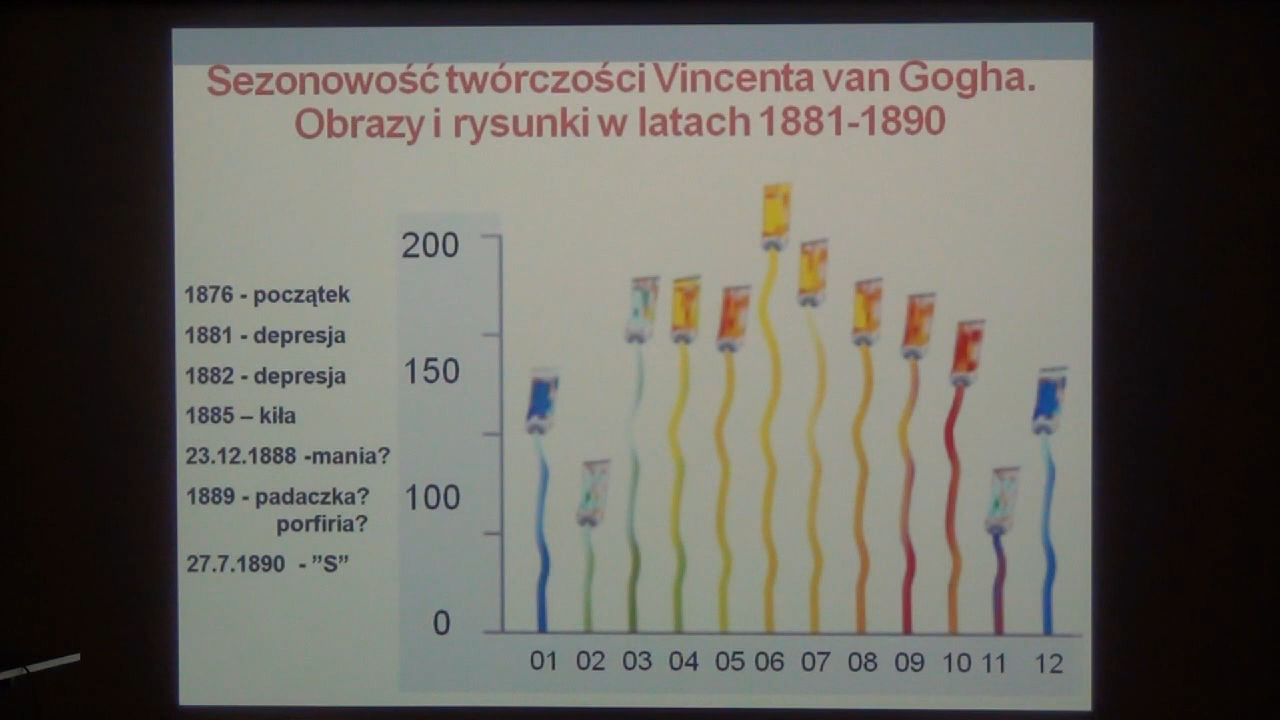 Sezonowość twórczości Vincenta van Gogha.
Obrazy i rysunki w latach 1881-1890
1876 - początek
1881 - depresja
1882 - depresja
1885 – kiła
23.12.1888 -mania?
1889 - padaczka?
porfiria?
27.7.1890 - ”S”
200
150
100
0
01 02 03 04 05 06 07 08 09 10 11 12